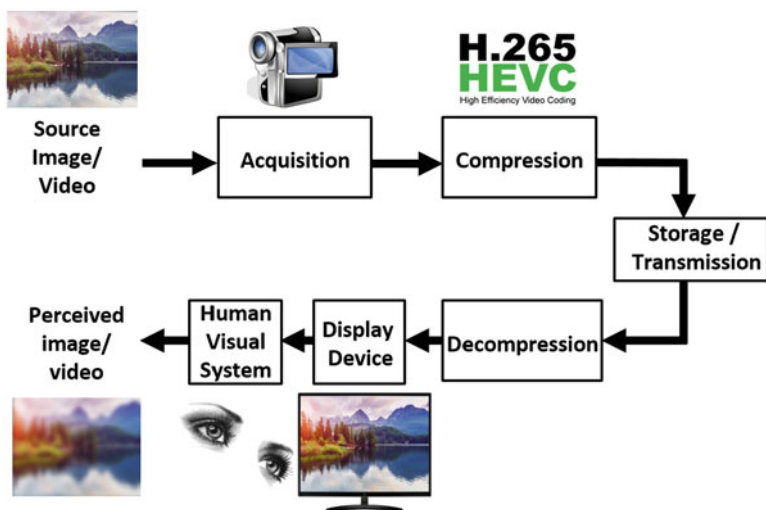 H.265
HEVC
High Efficiency Video Coding
Source
Image/
Video
Acquisition
Compression
Storage /
Transmission
Perceived
image/
video
Human
Visual
System
Display
Device
Decompression